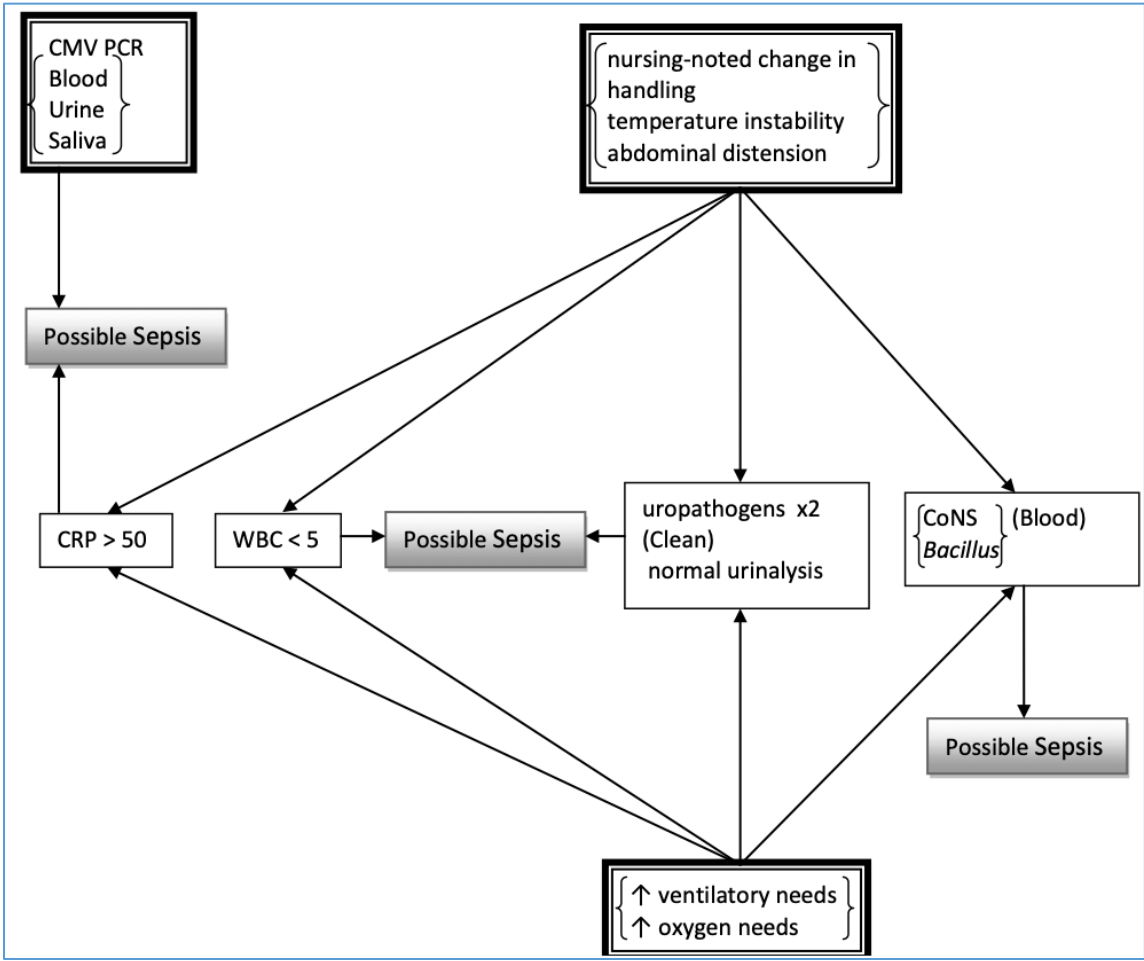 CMV PCR
Blood
Urine
Saliva
nursing-noted change in
handling
temperature instability
abdominal distension
Possible Sepsis
CRP > 50
WBC < 5
Possible Sepsis
uropathogens x2
(Clean)
normal urinalysis
CoNS (Blood)
Bacillus
Possible Sepsis
↑ ventilatory needs
↑ oxygen needs